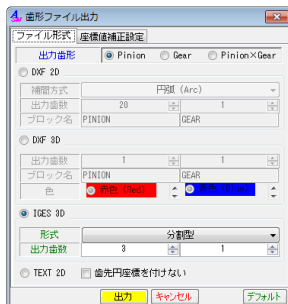 歯形ファイル出力
ファイル形式 座標値補正設定
出力歯形 Pinion Gear Pinion×Gear
DXF 2D
補間方式 円弧 (Arc)
出力歯数 20 1
ブロック名 PINION GEAR
DXF 3D
出力歯数 1 1
ブロック名 PINION GEAR
色 赤色 (Red) 青色 (Blue)
IGES 3D
形式 分割型
出力歯数 3 1
TEXT 2D 歯先円座標を付けない
出力 キャンセル デフォルト